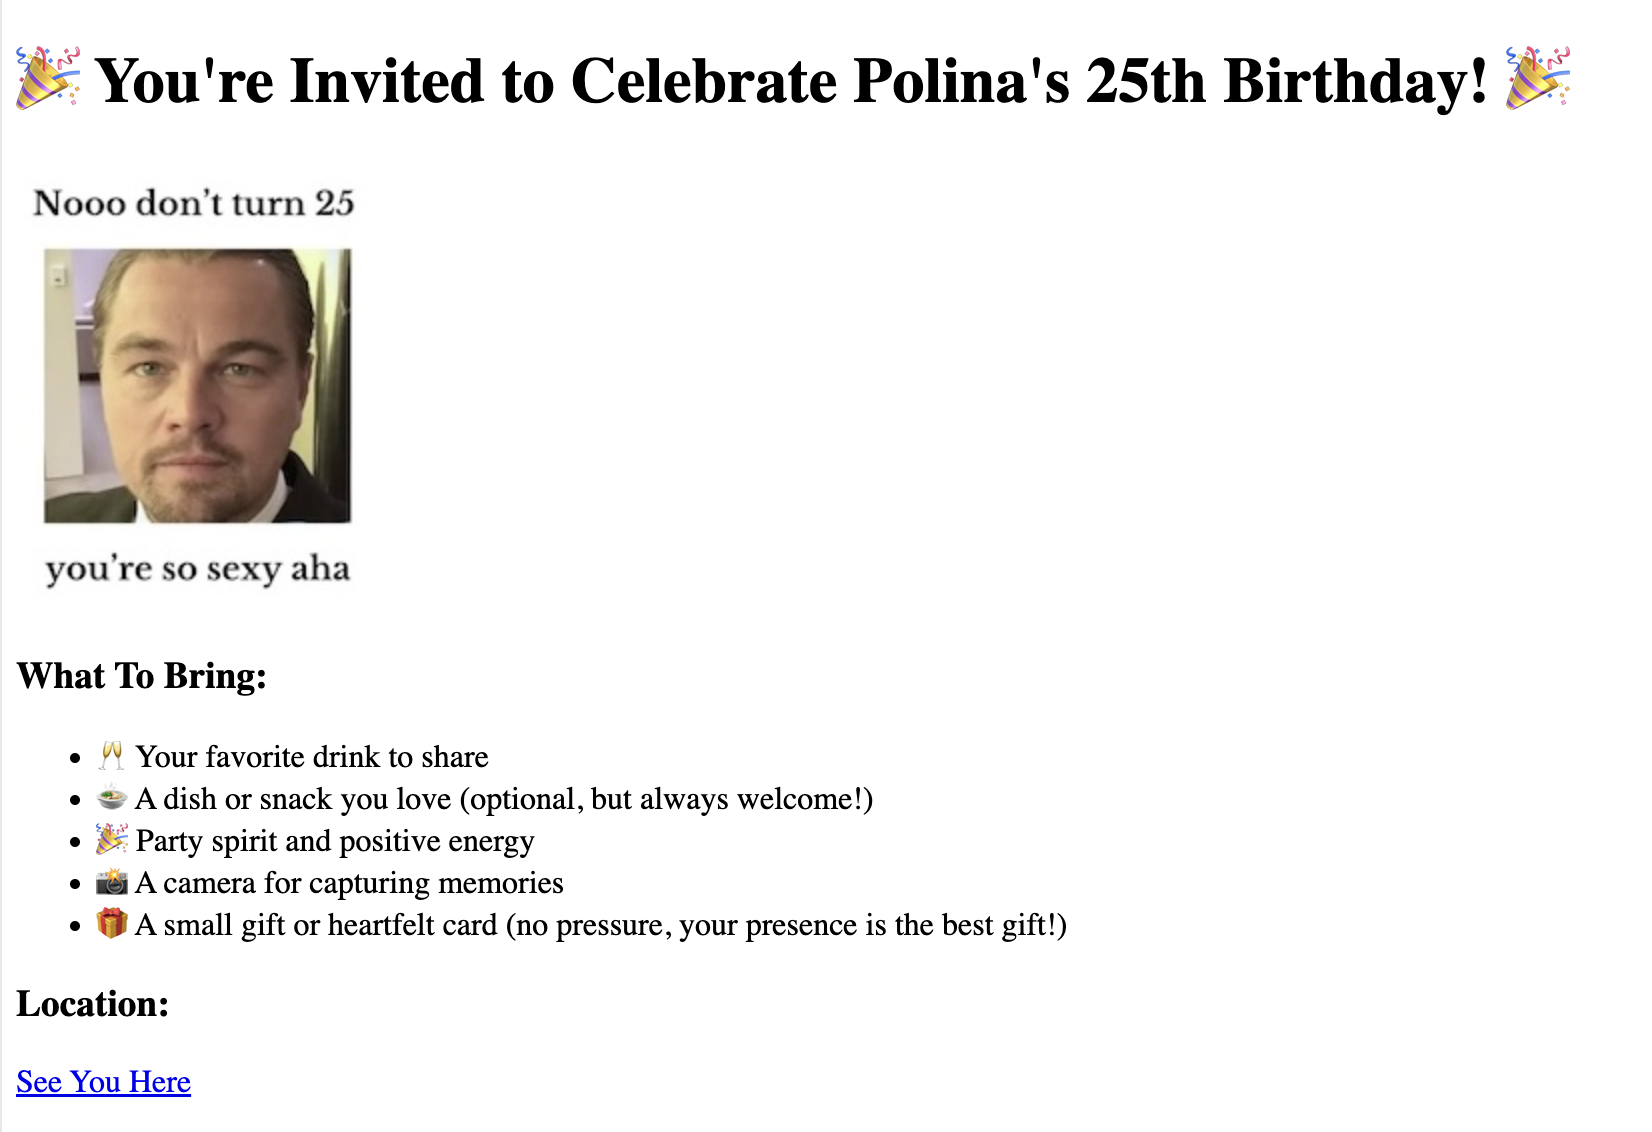 🎉 You're Invited to Celebrate Polina's 25th Birthday! 🎉
Nooo don’t turn 25
you’re so sexy aha
What To Bring:
• 🥂 Your favorite drink to share
• 🍲 A dish or snack you love (optional, but always welcome!)
• 🎉 Party spirit and positive energy
• 📸 A camera for capturing memories
• 🎁 A small gift or heartfelt card (no pressure, your presence is the best gift!)
Location:
See You Here